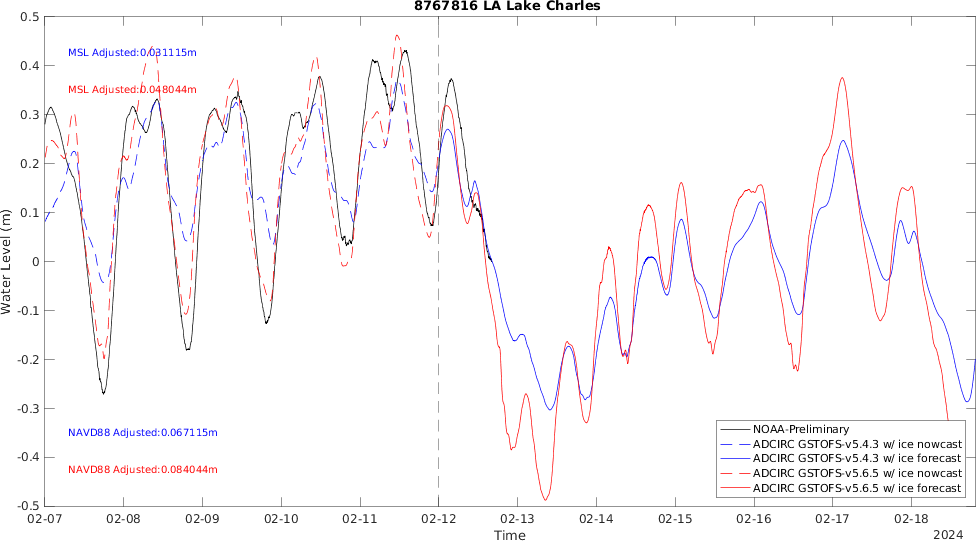 8767816 LA Lake Charles
0.5
0.4
0.3
0.2
0.1
0
-0.1
-0.2
-0.3
-0.4
-0.5
Water Level (m)
MSL Adjusted:0.031115m
MSL Adjusted:0.048044m
NAVD88 Adjusted:0.067115m
NAVD88 Adjusted:0.084044m
NOAA-Preliminary
ADCIRC GSTOFS-v5.4.3 w/ ice nowcast
ADCIRC GSTOFS-v5.4.3 w/ ice forecast
ADCIRC GSTOFS-v5.6.5 w/ ice nowcast
ADCIRC GSTOFS-v5.6.5 w/ ice forecast
02-07 02-08 02-09 02-10 02-11 02-12 02-13 02-14 02-15 02-16 02-17 02-18
Time
2024